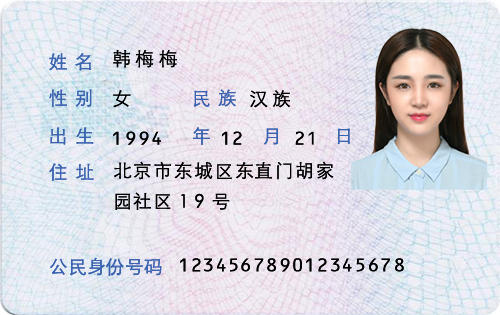 姓名 韩梅梅
性别 女 民族 汉族
出生 1994 年 12 月 21 日
住址 北京市东城区东直门胡家
园社区 19 号
公民身份号码 123456789012345678